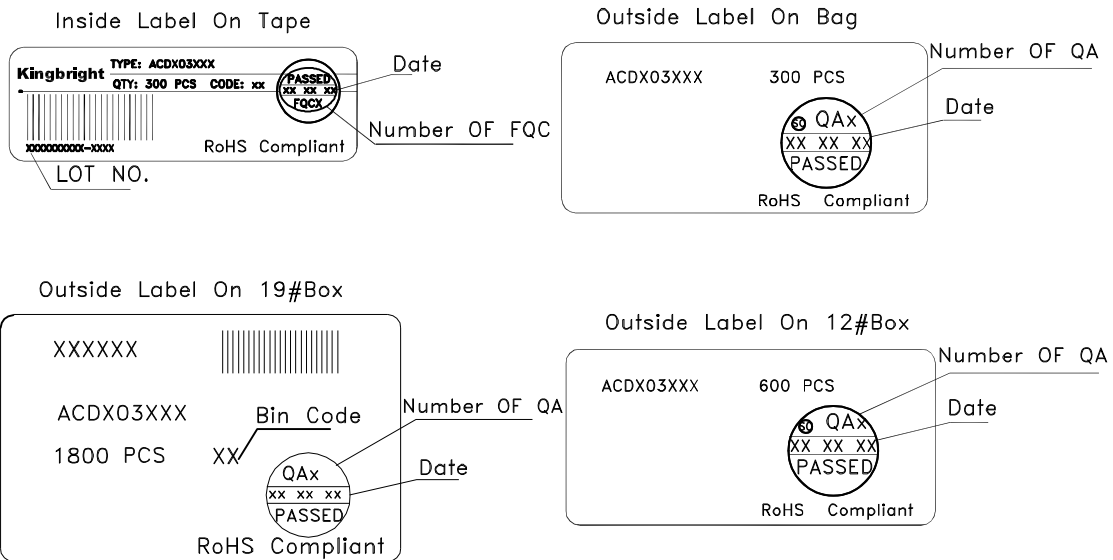 Inside Label On Tape
Kingbright
TYPE: ACDX03XXX
QTY: 300 PCS CODE: xx
PASSED
XX XX XX
FQCX
XXXXXXXXXX-XXXX
RoHS Compliant
Date
Number OF FQC
LOT NO.
Outside Label On Bag
ACDX03XXX 300 PCS
QAx
XX XX XX
PASSED
RoHS Compliant
Number OF QA
Date
Outside Label On 19#Box
XXXXXX
ACDX03XXX
Bin Code
1800 PCS XX
QAx
XX XX XX
PASSED
RoHS Compliant
Number OF QA
Date
Outside Label On 12#Box
ACDX03XXX 600 PCS
QAx
XX XX XX
PASSED
RoHS Compliant
Number OF QA
Date